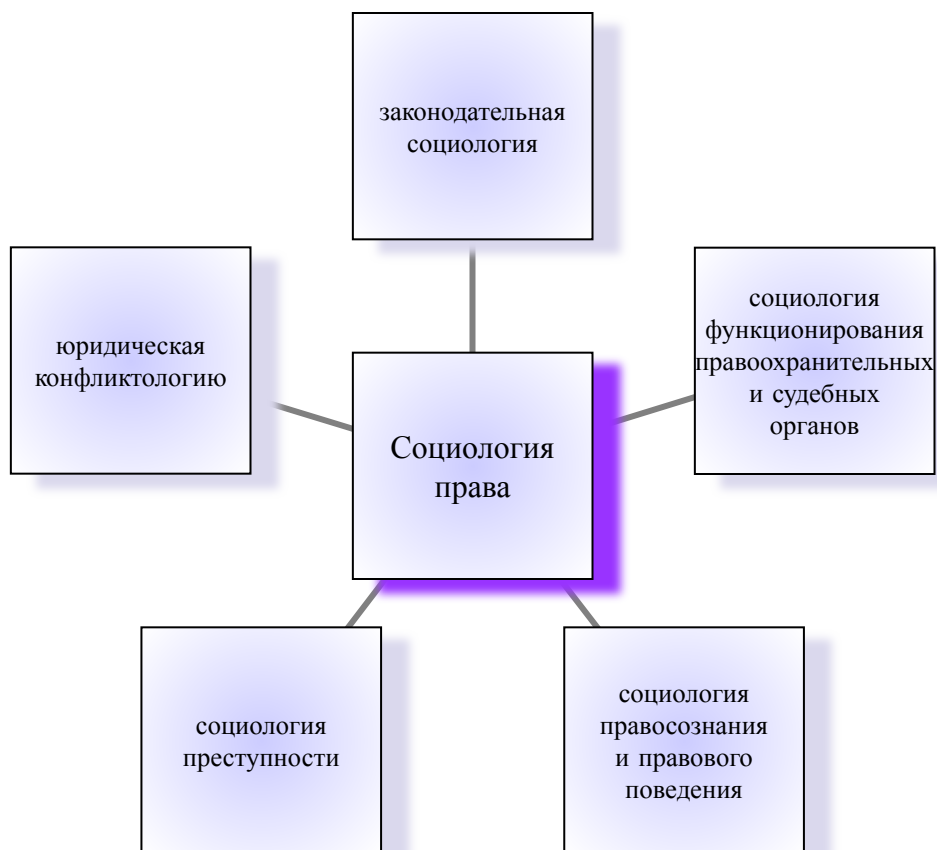 законодательная
социология
юридическая
конфликтологию
социология
функционирования
правоохранительных
и судебных
органов
Социология
права
социология
преступности
социология
правосознания
и правового
поведения